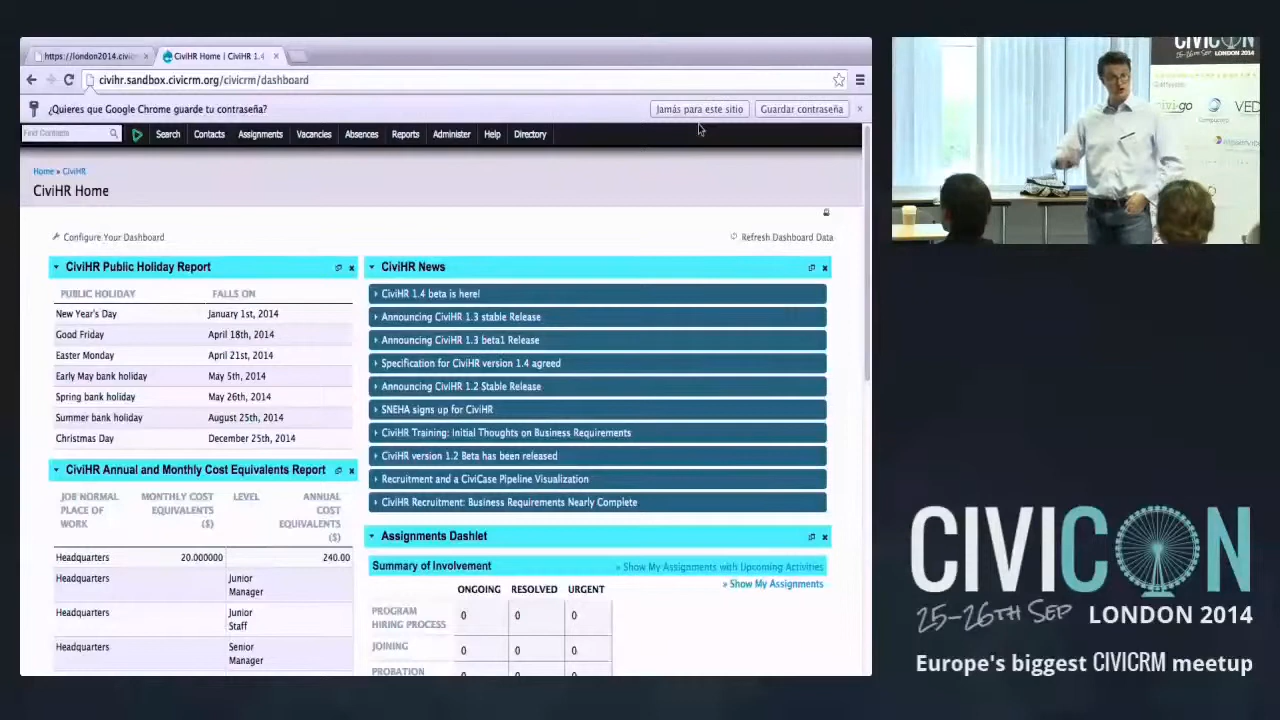 https://london2014.civic
CiviHR Home | CiviHR 1.4
civihr.sandbox.civicrm.org/civicrm/dashboard
¿Quieres que Google Chrome guarde tu contraseña?
Jamás para este sitio
Guardar contraseña
Find Contacts
Search
Contacts
Assignments
Vacancies
Absences
Reports
Administer
Help
Directory
Home » CiviHR
CiviHR Home
Configure Your Dashboard
Refresh Dashboard Data
CiviHR Public Holiday Report
PUBLIC HOLIDAY FALLS ON
New Year's Day January 1st, 2014
Good Friday April 18th, 2014
Easter Monday April 21st, 2014
Early May bank holiday May 5th, 2014
Spring bank holiday May 26th, 2014
Summer bank holiday August 25th, 2014
Christmas Day December 25th, 2014
CiviHR Annual and Monthly Cost Equivalents Report
JOB NORMAL
PLACE OF
WORK
MONTHLY COST
EQUIVALENTS
($)
LEVEL
ANNUAL
COST
EQUIVALENTS
($)
Headquarters 20.000000 240.00
Headquarters
Junior
Manager
Headquarters
Junior
Staff
Headquarters
Senior
Manager
CiviHR News
CiviHR 1.4 beta is here!
Announcing CiviHR 1.3 stable Release
Announcing CiviHR 1.3 beta1 Release
Specification for CiviHR version 1.4 agreed
Announcing CiviHR 1.2 Stable Release
SNEHA signs up for CiviHR
CiviHR Training: Initial Thoughts on Business Requirements
CiviHR version 1.2 Beta has been released
Recruitment and a CiviCase Pipeline Visualization
CiviHR Recruitment: Business Requirements Nearly Complete
Assignments Dashlet
Summary of Involvement
» Show My Assignments with Upcoming Activities
» Show My Assignments
ONGOING RESOLVED URGENT
PROGRAM
HIRING PROCESS
0 0 0
JOINING 0 0 0
PROBATION
CIVICON
LONDON 2014
civi-go
VED
CIVICON
25-26TH SEP LONDON 2014
Europe's biggest CIVICRM meetup